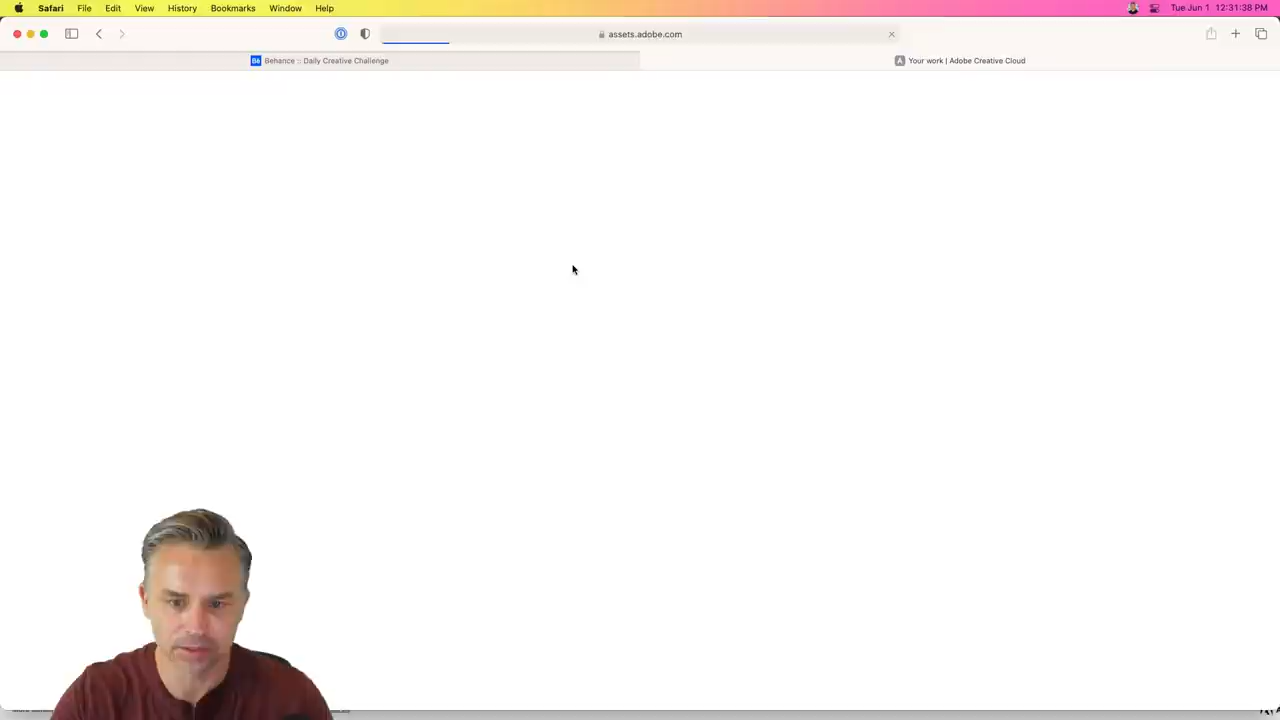 Safari File Edit View History Bookmarks Window Help Tue Jun 1 12:31:38 PM
assets.adobe.com
Bē Behance :: Daily Creative Challenge A Your work | Adobe Creative Cloud